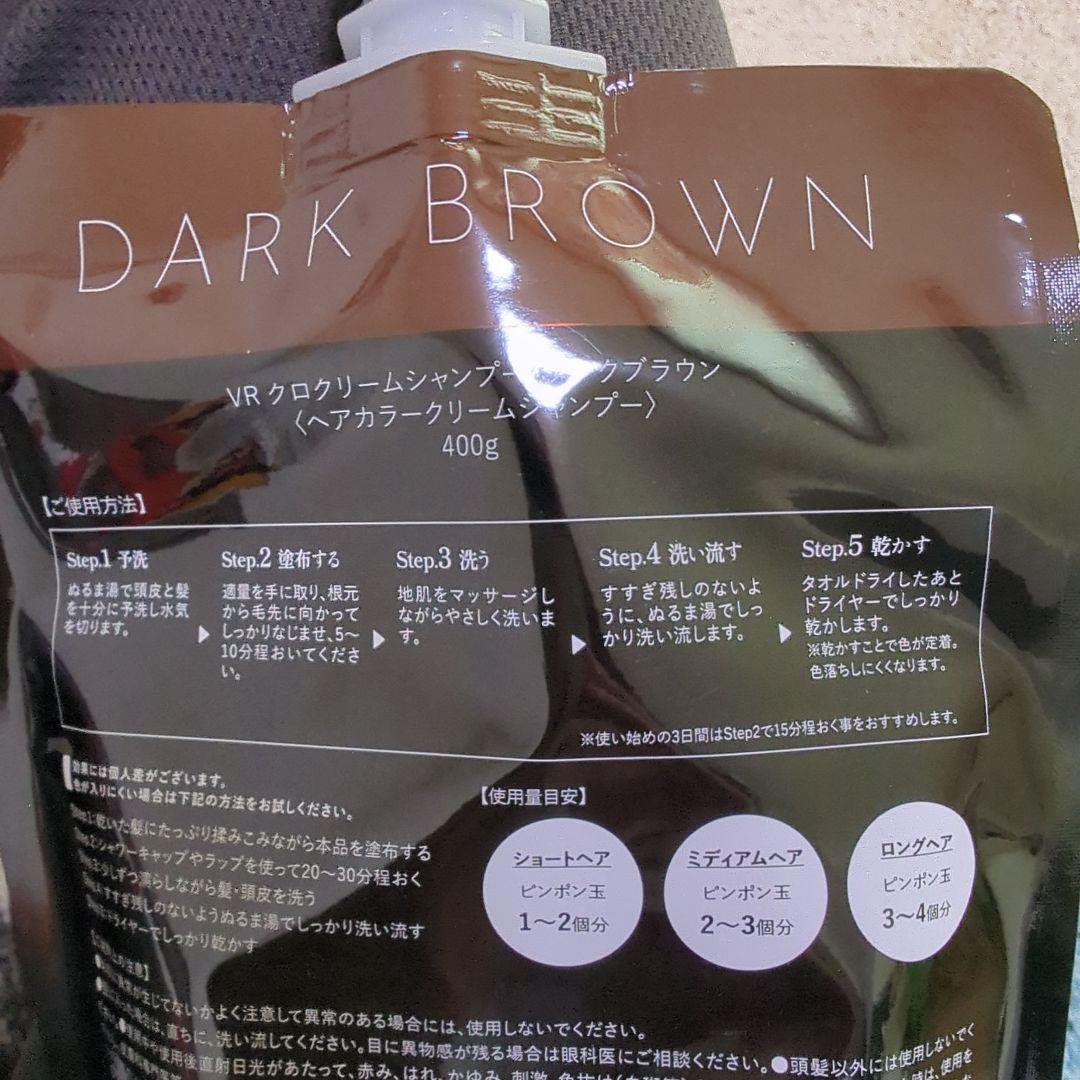 DARK BROWN
VR クロクリームシャンプー クブラウン
〈ヘアカラークリームシャンプー〉
400g
【ご使用方法】
Step.1 予洗
ぬるま湯で頭皮と髪
を十分に予洗し水気
を切ります。
Step.2 塗布する
適量を手に取り、根元
から毛先に向かって
しっかりなじませ、5〜
10分程おいてくださ
い。
Step.3 洗う
地肌をマッサージし
ながらやさしく洗いま
す。
Step.4 洗い流す
すすぎ残しのないよ
うに、ぬるま湯でしっ
かり洗い流します。
Step.5 乾かす
タオルドライしたあと
ドライヤーでしっかり
乾かします。
※乾かすことで色が定着。
色落ちしにくくなります。
※使い始めの3日間はStep2で15分程おく事をおすすめします。
効果には個人差がございます。
色が入りにくい場合は下記の方法をお試しください。
乾いた髪にたっぷり揉みこみながら本品を塗布する
シャワーキャップやラップを使って20〜30分程おく
少しずつ濡らしながら髪・頭皮を洗う
すすぎ残しのないようぬるま湯でしっかり洗い流す
ドライヤーでしっかり乾かす
【使用量目安】
ショートヘア
ピンポン玉
1〜2個分
ミディアムヘア
ピンポン玉
2〜3個分
ロングヘア
ピンポン玉
3〜4個分
が生じてないかよく注意して異常のある場合には、使用しないでください。
場合は、直ちに、洗い流してください。目に異物感が残る場合は眼科医にご相談ください。●頭髪以外には使用しないでく
使用後直射日光があたって、赤み、はれ、かゆみ、刺激
時は、使用を